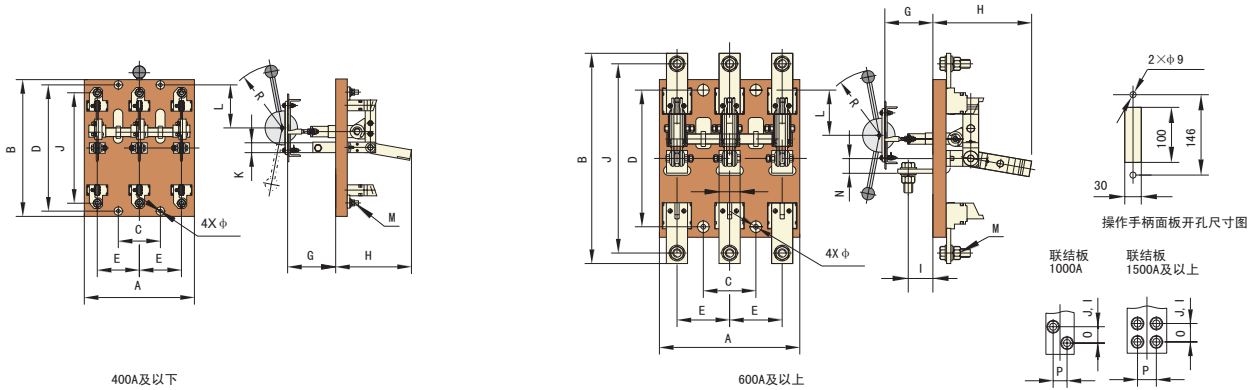 B
D
J
L
K
R
C
E
E
A
4Xφ
G
H
M
400A及以下
B
J
D
L
N
R
C
E
E
A
4Xφ
G
H
I
M
600A及以上
2×φ9
100
146
30
操作手柄面板开孔尺寸图
联结板
1000A
联结板
1500A及以上
J, I
O
P
J, I
O
P